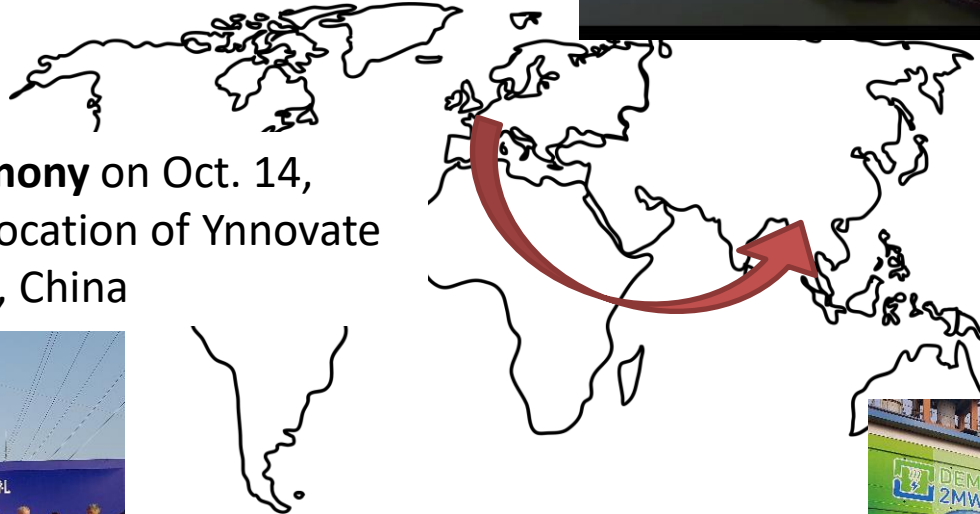 mony on Oct. 14,
ocation of Ynnovate
, China
DEM
2MW